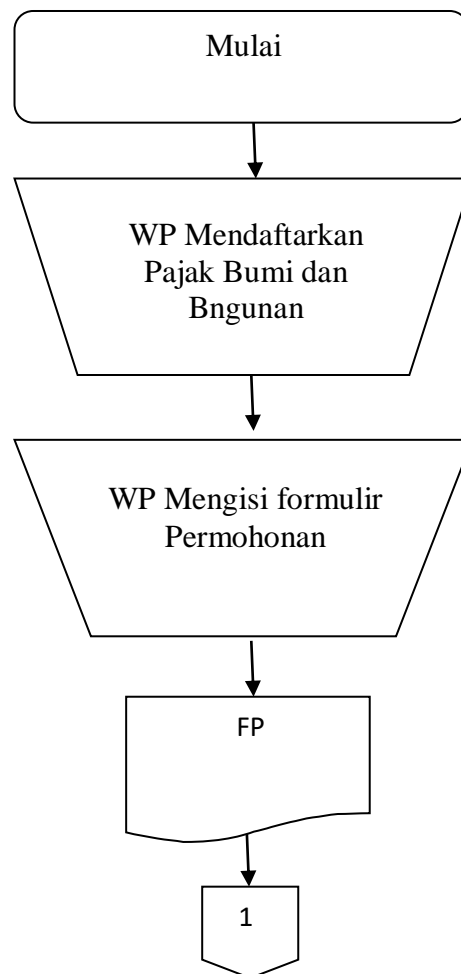 Mulai
WP Mendaftarkan
Pajak Bumi dan
Bngunan
WP Mengisi formulir
Permohonan
FP
1